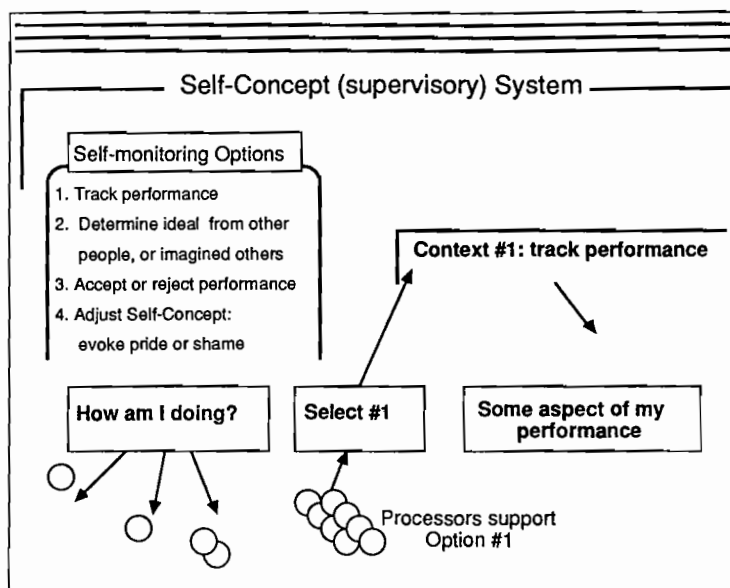 Self-Concept (supervisory) System
Self-monitoring Options
1. Track performance
2. Determine ideal from other
people, or imagined others
3. Accept or reject performance
4. Adjust Self-Concept:
evoke pride or shame
Context #1: track performance
How am I doing?
Select #1
Some aspect of my
performance
Processors support
Option #1